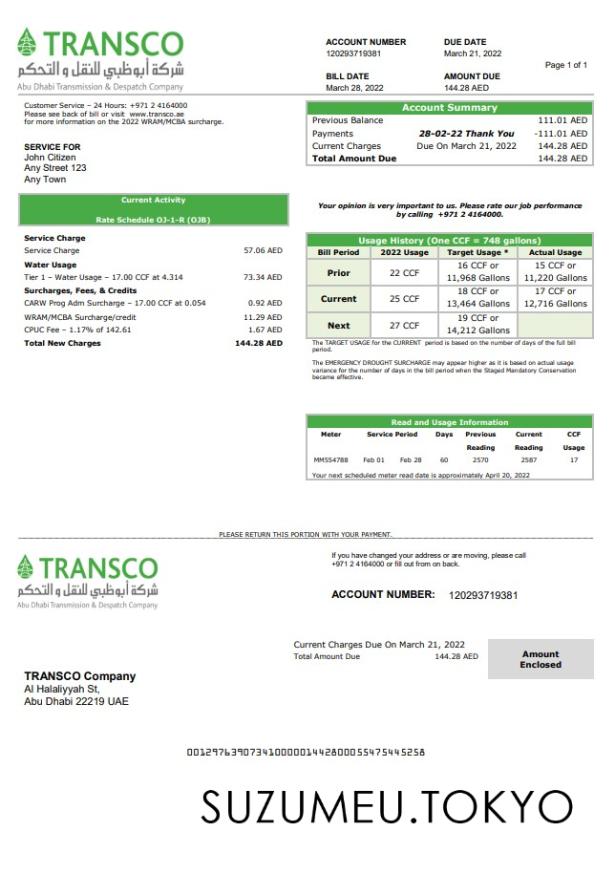 TRANSCO
شركة أبوظبي للنقل و التحكم
Abu Dhabi Transmission & Despatch Company
ACCOUNT NUMBER
120293719381
DUE DATE
March 21, 2022
Page 1 of 1
BILL DATE
March 28, 2022
AMOUNT DUE
144.28 AED
Customer Service – 24 Hours: +971 2 4164000
Please see back of bill or visit www.transco.ae
for more information on the 2022 WRAM/MCBA surcharge.
SERVICE FOR
John Citizen
Any Street 123
Any Town
Account Summary
Previous Balance 111.01 AED
Payments 28-02-22 Thank You -111.01 AED
Current Charges Due On March 21, 2022 144.28 AED
Total Amount Due 144.28 AED
Current Activity
Rate Schedule OJ-1-R (OJB)
Service Charge
Service Charge 57.06 AED
Water Usage
Tier 1 – Water Usage – 17.00 CCF at 4.314 73.34 AED
Surcharges, Fees, & Credits
CARW Prog Adm Surcharge – 17.00 CCF at 0.054 0.92 AED
WRAM/MCBA Surcharge/credit 11.29 AED
CPUC Fee – 1.17% of 142.61 1.67 AED
Total New Charges 144.28 AED
Your opinion is very important to us. Please rate our job performance
by calling +971 2 4164000.
Usage History (One CCF = 748 gallons)
Bill Period 2022 Usage Target Usage * Actual Usage
Prior 22 CCF 16 CCF or 11,968 Gallons 15 CCF or 11,220 Gallons
Current 25 CCF 18 CCF or 13,464 Gallons 17 CCF or 12,716 Gallons
Next 27 CCF 19 CCF or 14,212 Gallons
The TARGET USAGE for the CURRENT period is based on the number of days of the full bill
period.
The EMERGENCY DROUGHT SURCHARGE may appear higher as it is based on actual usage
variance for the number of days in the bill period when the Staged Mandatory Conservation
became effective.
Read and Usage Information
Meter Service Period Days Previous Reading Current Reading CCF Usage
MM554788 Feb 01 Feb 28 60 2570 2587 17
Your next scheduled meter read date is approximately April 20, 2022
PLEASE RETURN THIS PORTION WITH YOUR PAYMENT.
TRANSCO
شركة أبوظبي للنقل و التحكم
Abu Dhabi Transmission & Despatch Company
If you have changed your address or are moving, please call
+971 2 4164000 or fill out from on back.
ACCOUNT NUMBER: 120293719381
Current Charges Due On March 21, 2022
Total Amount Due 144.28 AED
Amount
Enclosed
TRANSCO Company
Al Halaliyyah St,
Abu Dhabi 22219 UAE
00129763907341000001442800055475445258
SUZUMEU.TOKYO